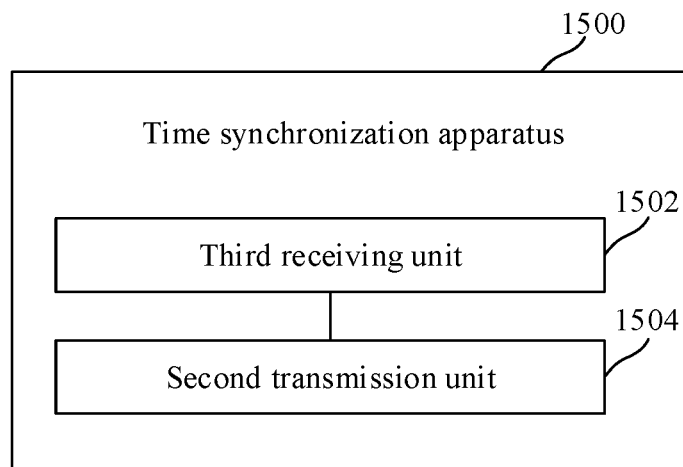 1500
Time synchronization apparatus
1502
Third receiving unit
1504
Second transmission unit